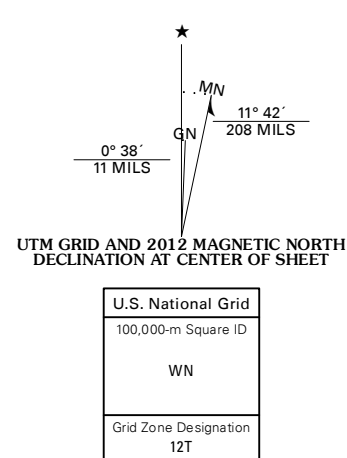 ★
MN
GN
11° 42´
208 MILS
0° 38´
11 MILS
UTM GRID AND 2012 MAGNETIC NORTH
DECLINATION AT CENTER OF SHEET
U.S. National Grid
100,000-m Square ID
WN
Grid Zone Designation
12T